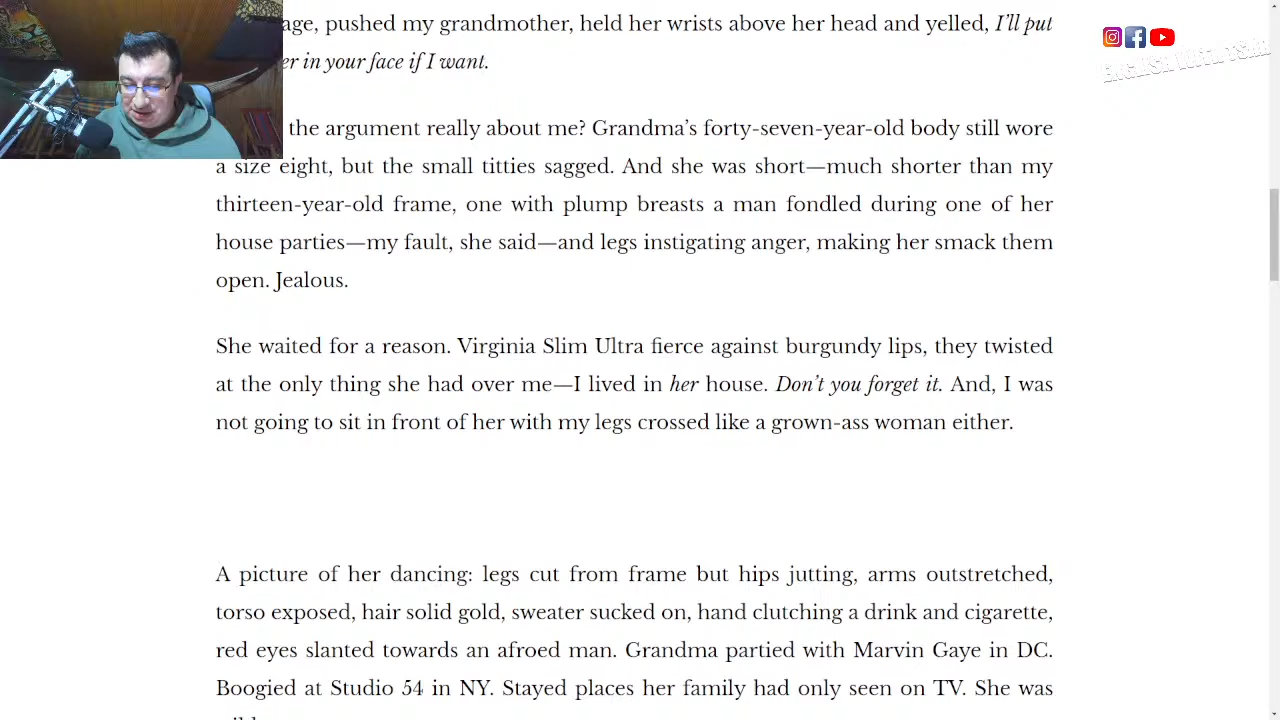 age, pushed my grandmother, held her wrists above her head and yelled, I’ll put
er in your face if I want.
the argument really about me? Grandma’s forty-seven-year-old body still wore
a size eight, but the small titties sagged. And she was short—much shorter than my
thirteen-year-old frame, one with plump breasts a man fondled during one of her
house parties—my fault, she said—and legs instigating anger, making her smack them
open. Jealous.
She waited for a reason. Virginia Slim Ultra fierce against burgundy lips, they twisted
at the only thing she had over me—I lived in her house. Don’t you forget it. And, I was
not going to sit in front of her with my legs crossed like a grown-ass woman either.
A picture of her dancing: legs cut from frame but hips jutting, arms outstretched,
torso exposed, hair solid gold, sweater sucked on, hand clutching a drink and cigarette,
red eyes slanted towards an afroed man. Grandma partied with Marvin Gaye in DC.
Boogied at Studio 54 in NY. Stayed places her family had only seen on TV. She was
ENGLISH WITH